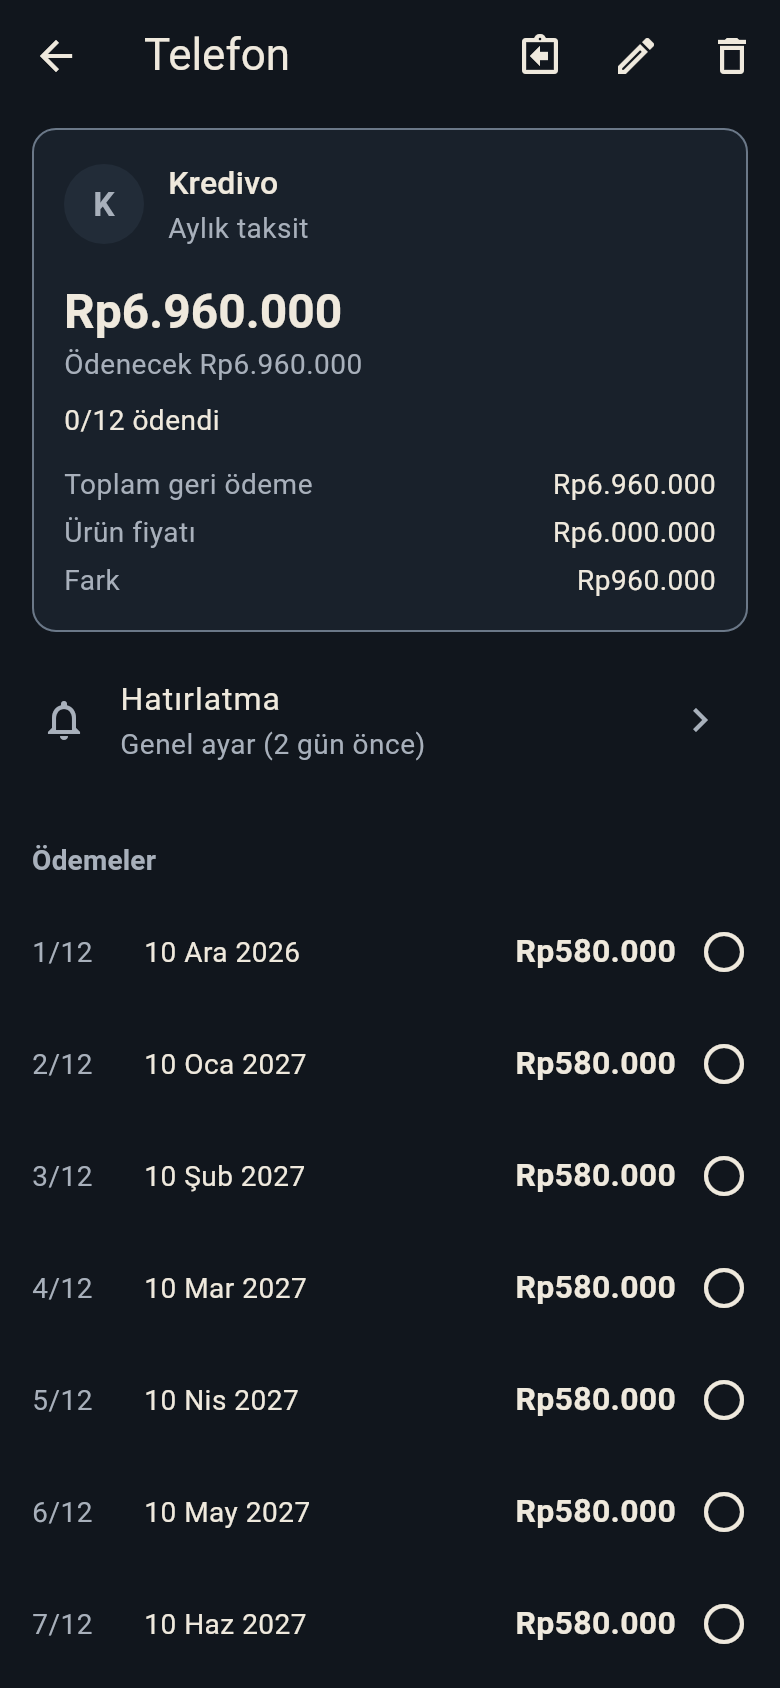 Telefon
K
Kredivo
Aylık taksit
Rp6.960.000
Ödenecek Rp6.960.000
0/12 ödendi
Toplam geri ödeme Rp6.960.000
Ürün fiyatı Rp6.000.000
Fark Rp960.000
Hatırlatma
Genel ayar (2 gün önce)
Ödemeler
1/12 10 Ara 2026 Rp580.000
2/12 10 Oca 2027 Rp580.000
3/12 10 Şub 2027 Rp580.000
4/12 10 Mar 2027 Rp580.000
5/12 10 Nis 2027 Rp580.000
6/12 10 May 2027 Rp580.000
7/12 10 Haz 2027 Rp580.000